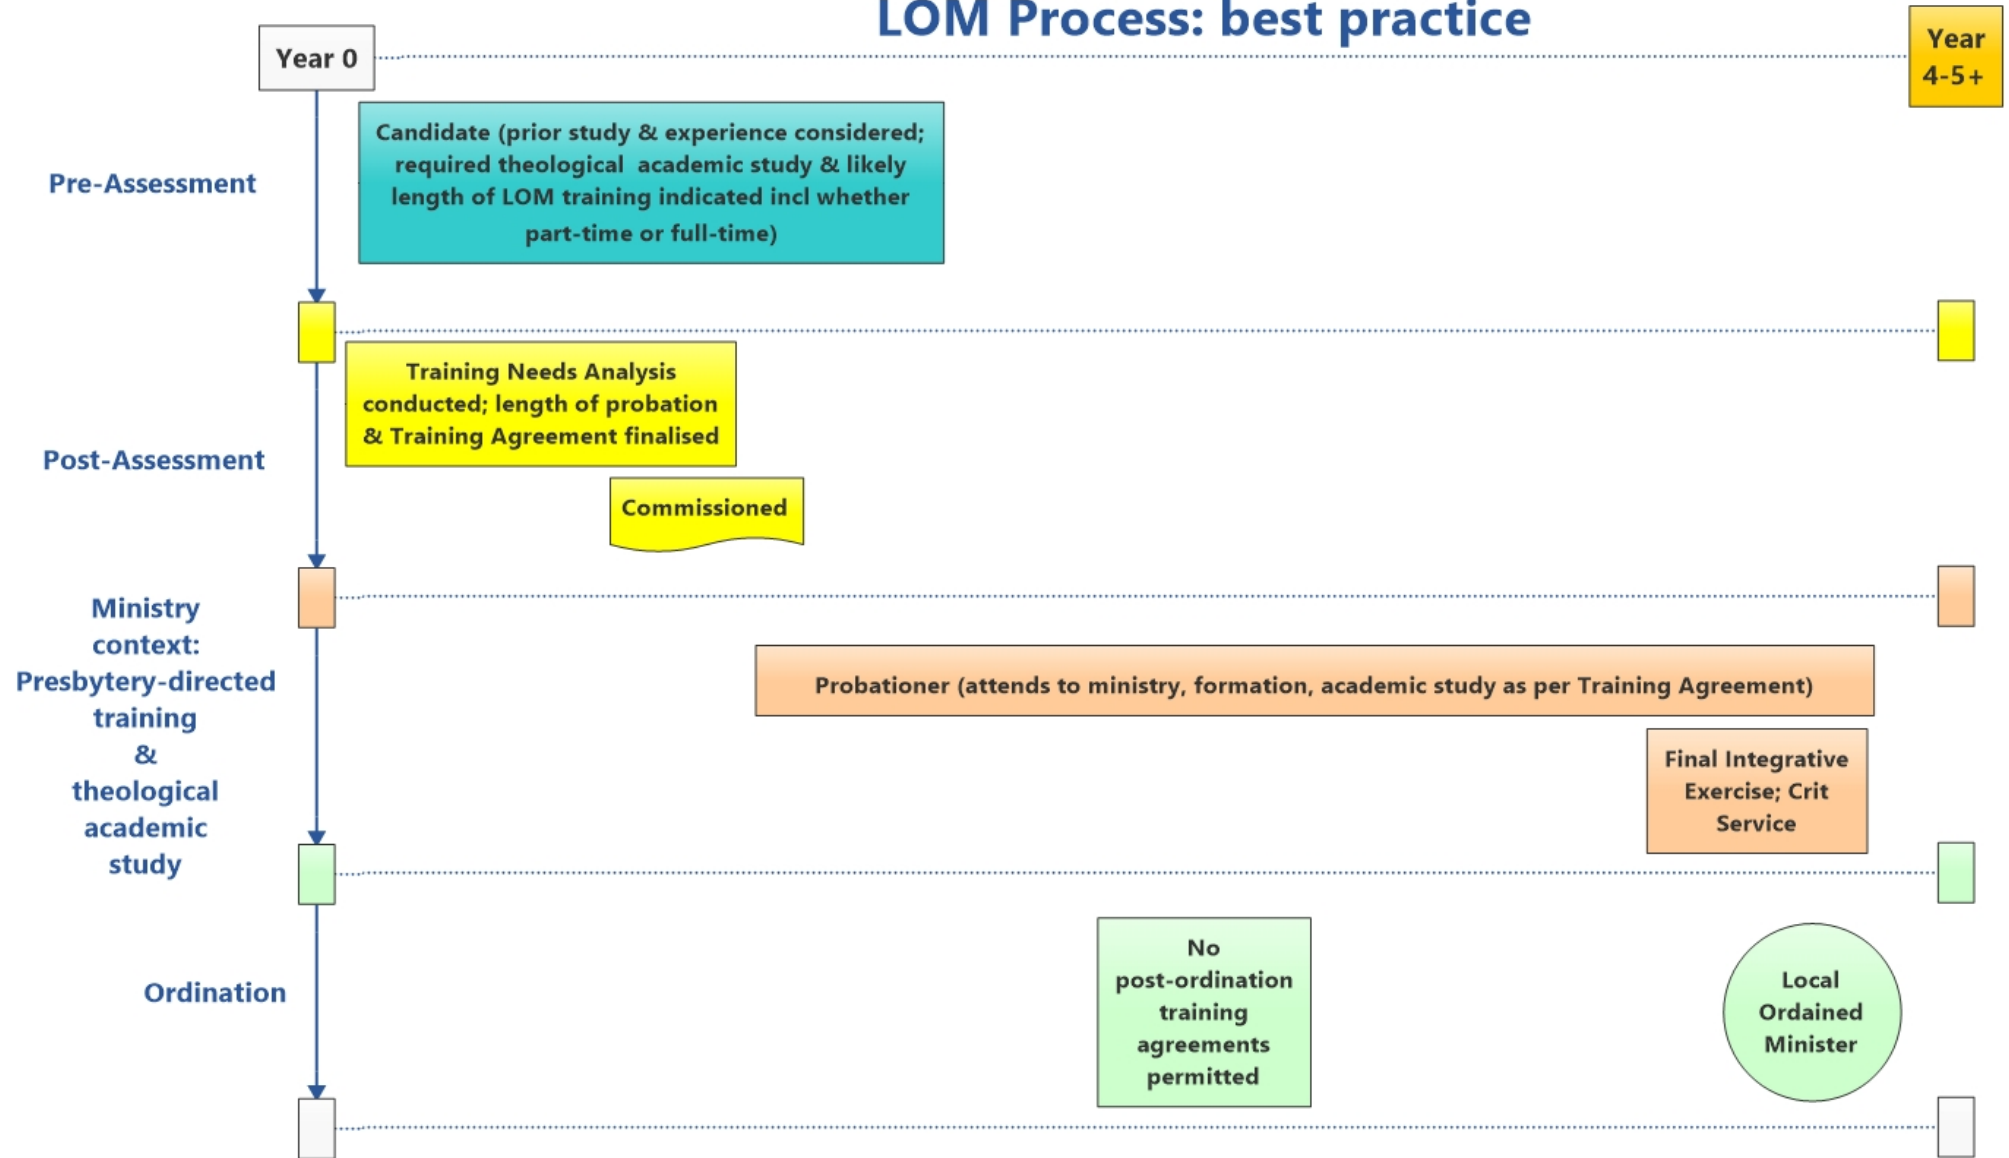 LOM Process: best practice
Year 0
Year
4-5+
Pre-Assessment
Candidate (prior study & experience considered;
required theological academic study & likely
length of LOM training indicated incl whether
part-time or full-time)
Post-Assessment
Training Needs Analysis
conducted; length of probation
& Training Agreement finalised
Commissioned
Ministry
context:
Presbytery-directed
training
&
theological
academic
study
Probationer (attends to ministry, formation, academic study as per Training Agreement)
Final Integrative
Exercise; Crit
Service
Ordination
No
post-ordination
training
agreements
permitted
Local
Ordained
Minister